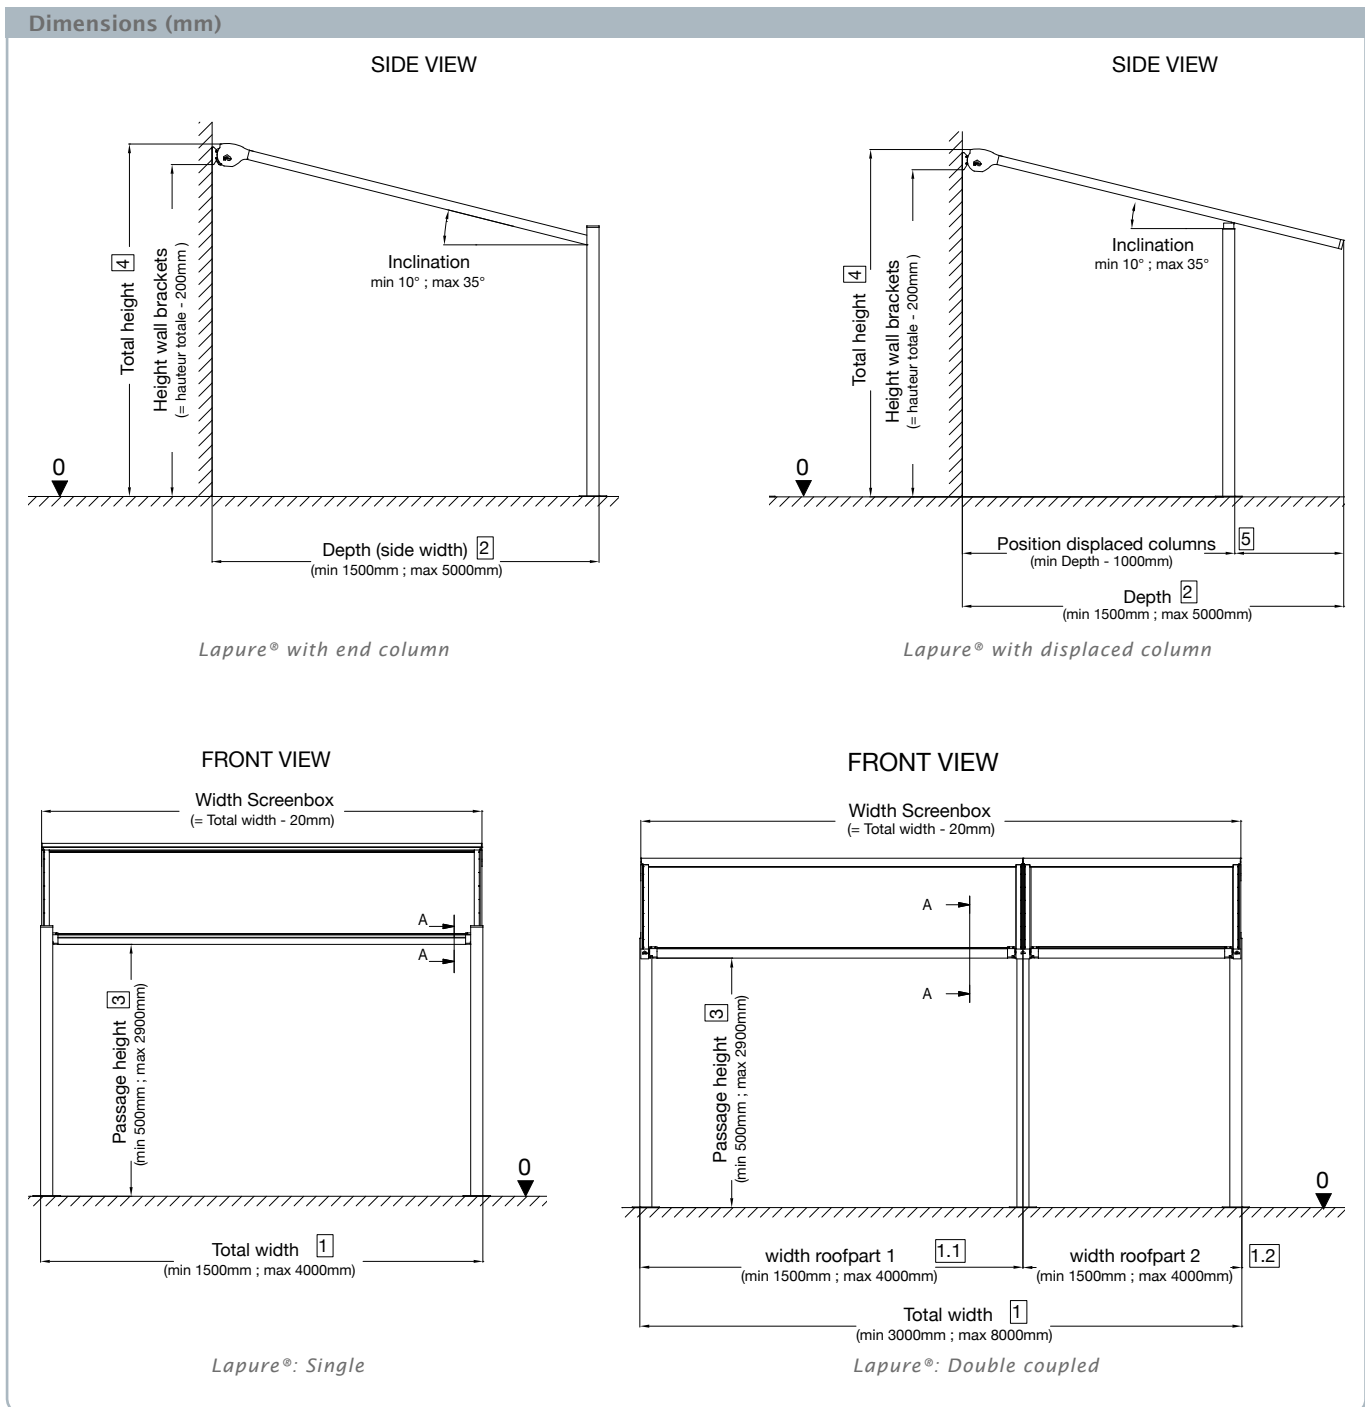 Dimensions (mm)
SIDE VIEW
Total height 4
Height wall brackets
(= hauteur totale - 200mm )
Inclination
min 10° ; max 35°
0
Depth (side width) 2
(min 1500mm ; max 5000mm)
Lapure® with end column
SIDE VIEW
Total height 4
Height wall brackets
(= hauteur totale - 200mm )
Inclination
min 10° ; max 35°
0
Position displaced columns 5
(min Depth - 1000mm)
Depth 2
(min 1500mm ; max 5000mm)
Lapure® with displaced column
FRONT VIEW
Width Screenbox
(= Total width - 20mm)
A
A
Passage height 3
(min 500mm ; max 2900mm)
0
Total width 1
(min 1500mm ; max 4000mm)
Lapure®: Single
FRONT VIEW
Width Screenbox
(= Total width - 20mm)
A
A
Passage height 3
(min 500mm ; max 2900mm)
0
width roofpart 1 1.1
(min 1500mm ; max 4000mm)
width roofpart 2 1.2
(min 1500mm ; max 4000mm)
Total width 1
(min 3000mm ; max 8000mm)
Lapure®: Double coupled